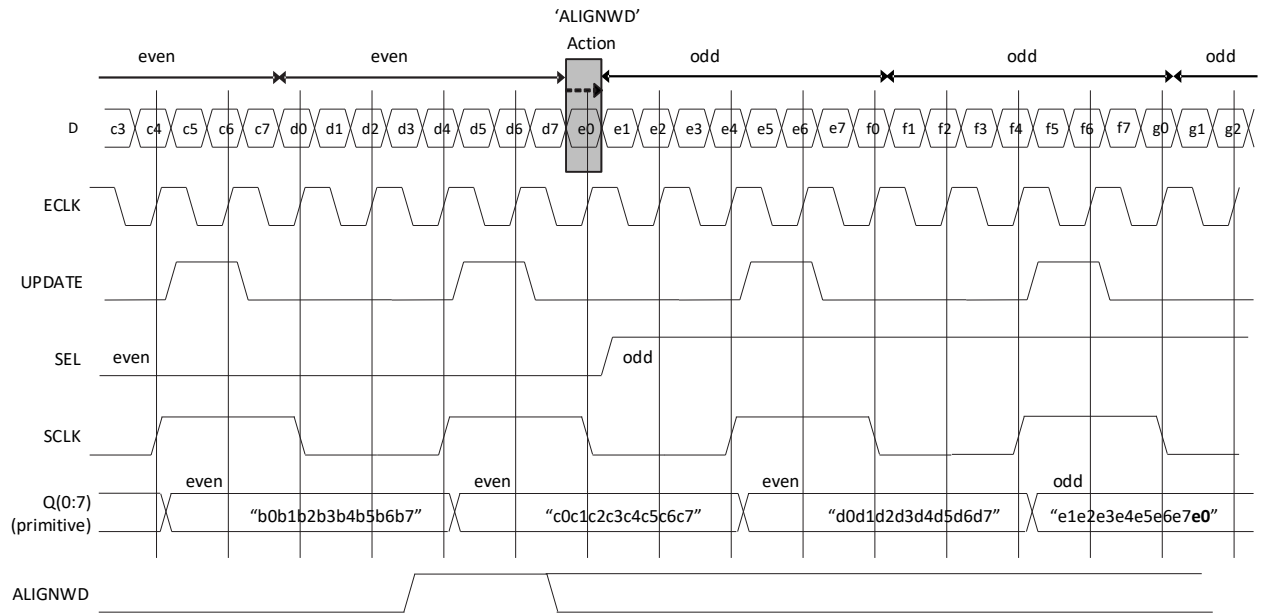 'ALIGNWD'
Action
even even odd odd odd
D c3 c4 c5 c6 c7 d0 d1 d2 d3 d4 d5 d6 d7 e0 e1 e2 e3 e4 e5 e6 e7 f0 f1 f2 f3 f4 f5 f6 f7 g0 g1 g2
ECLK
UPDATE
SEL even odd
SCLK
even even even odd
Q(0:7)
(primitive) “b0b1b2b3b4b5b6b7” “c0c1c2c3c4c5c6c7” “d0d1d2d3d4d5d6d7” “e1e2e3e4e5e6e7e0”
ALIGNWD